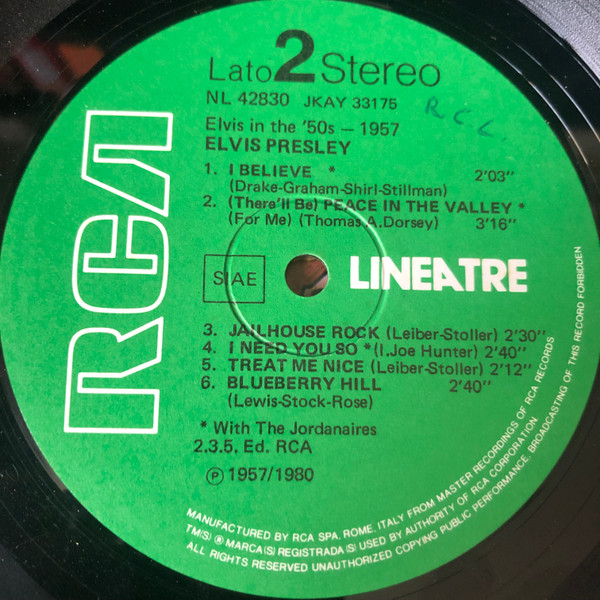 Lato 2 Stereo
NL 42830 JKAY 33175
R C C
Elvis in the '50s — 1957
ELVIS PRESLEY
1. I BELIEVE * 2'03"
(Drake-Graham-Shirl-Stillman)
2. (There'll Be) PEACE IN THE VALLEY *
(For Me) (Thomas A.Dorsey) 3'16"
RCA
SIAE
LINEATRE
3. JAILHOUSE ROCK (Leiber-Stoller) 2'30"
4. I NEED YOU SO *(I.Joe Hunter) 2'40"
5. TREAT ME NICE (Leiber-Stoller) 2'12"
6. BLUEBERRY HILL 2'40"
(Lewis-Stock-Rose)
* With The Jordanaires
2.3.5. Ed. RCA
Ⓟ 1957/1980
MANUFACTURED BY RCA SPA. ROME. ITALY FROM MASTER RECORDINGS OF RCA RECORDS
TM(S) ® MARCA(S) REGISTRADA(S) USED BY AUTHORITY OF RCA CORPORATION
ALL RIGHTS RESERVED UNAUTHORIZED COPYING PUBLIC PERFORMANCE. BROADCASTING OF THIS RECORD FORBIDDEN